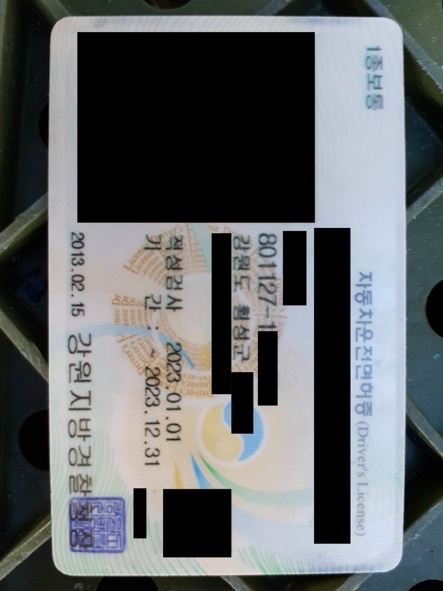 1종보통
자동차운전면허증 (Driver's License)
801127-1
강원도 횡성군
적성검사 2023.01.01
기 간 : ~ 2023.12.31
2013.02.15 강원지방경찰청장